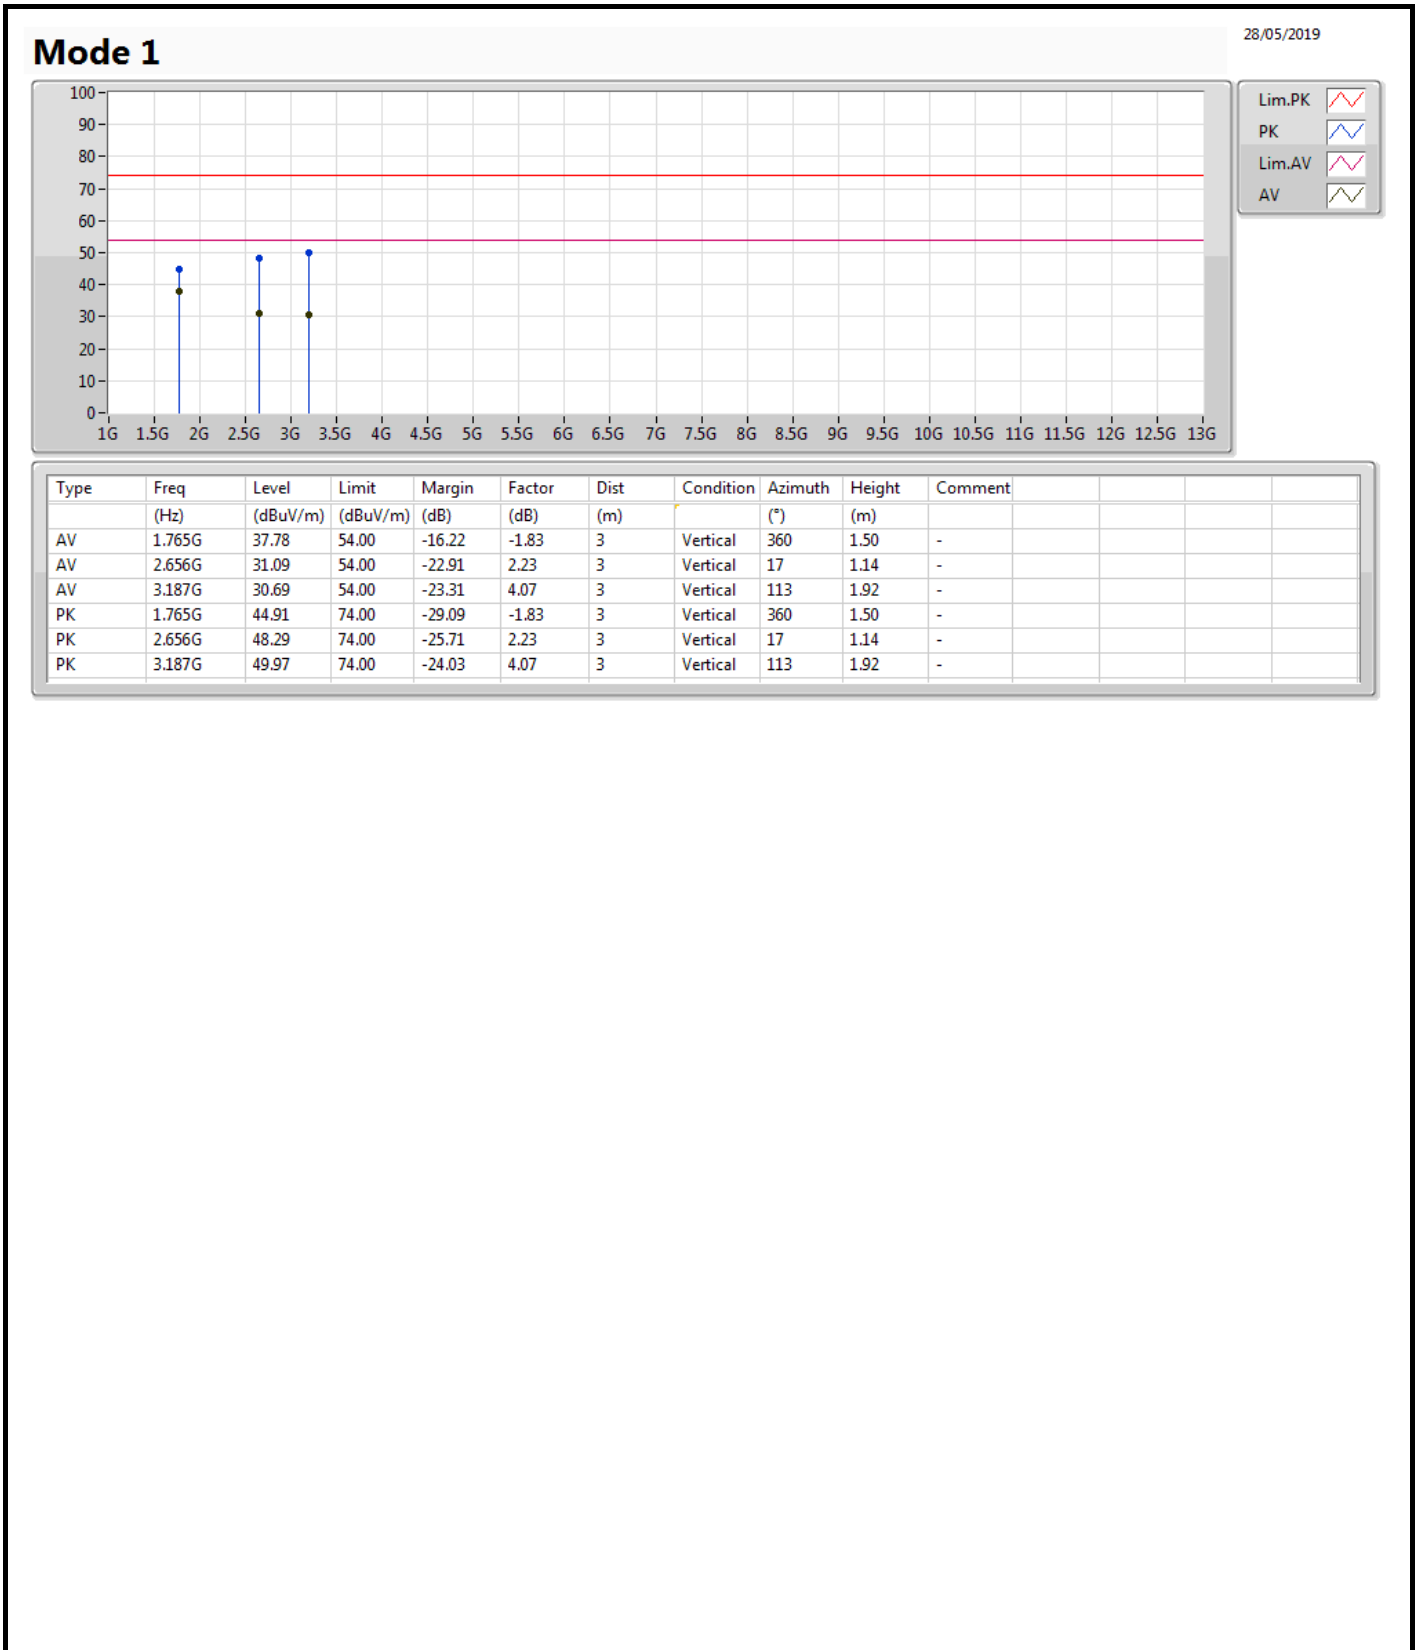 28/05/2019
Mode 1
100
90
80
70
60
50
40
30
20
10
0
1G 1.5G 2G 2.5G 3G 3.5G 4G 4.5G 5G 5.5G 6G 6.5G 7G 7.5G 8G 8.5G 9G 9.5G 10G 10.5G 11G 11.5G 12G 12.5G 13G
Lim.PK
PK
Lim.AV
AV
Type Freq Level Limit Margin Factor Dist Condition Azimuth Height Comment
(Hz) (dBuV/m) (dBuV/m) (dB) (dB) (m) (°) (m)
AV 1.765G 37.78 54.00 -16.22 -1.83 3 Vertical 360 1.50 -
AV 2.656G 31.09 54.00 -22.91 2.23 3 Vertical 17 1.14 -
AV 3.187G 30.69 54.00 -23.31 4.07 3 Vertical 113 1.92 -
PK 1.765G 44.91 74.00 -29.09 -1.83 3 Vertical 360 1.50 -
PK 2.656G 48.29 74.00 -25.71 2.23 3 Vertical 17 1.14 -
PK 3.187G 49.97 74.00 -24.03 4.07 3 Vertical 113 1.92 -